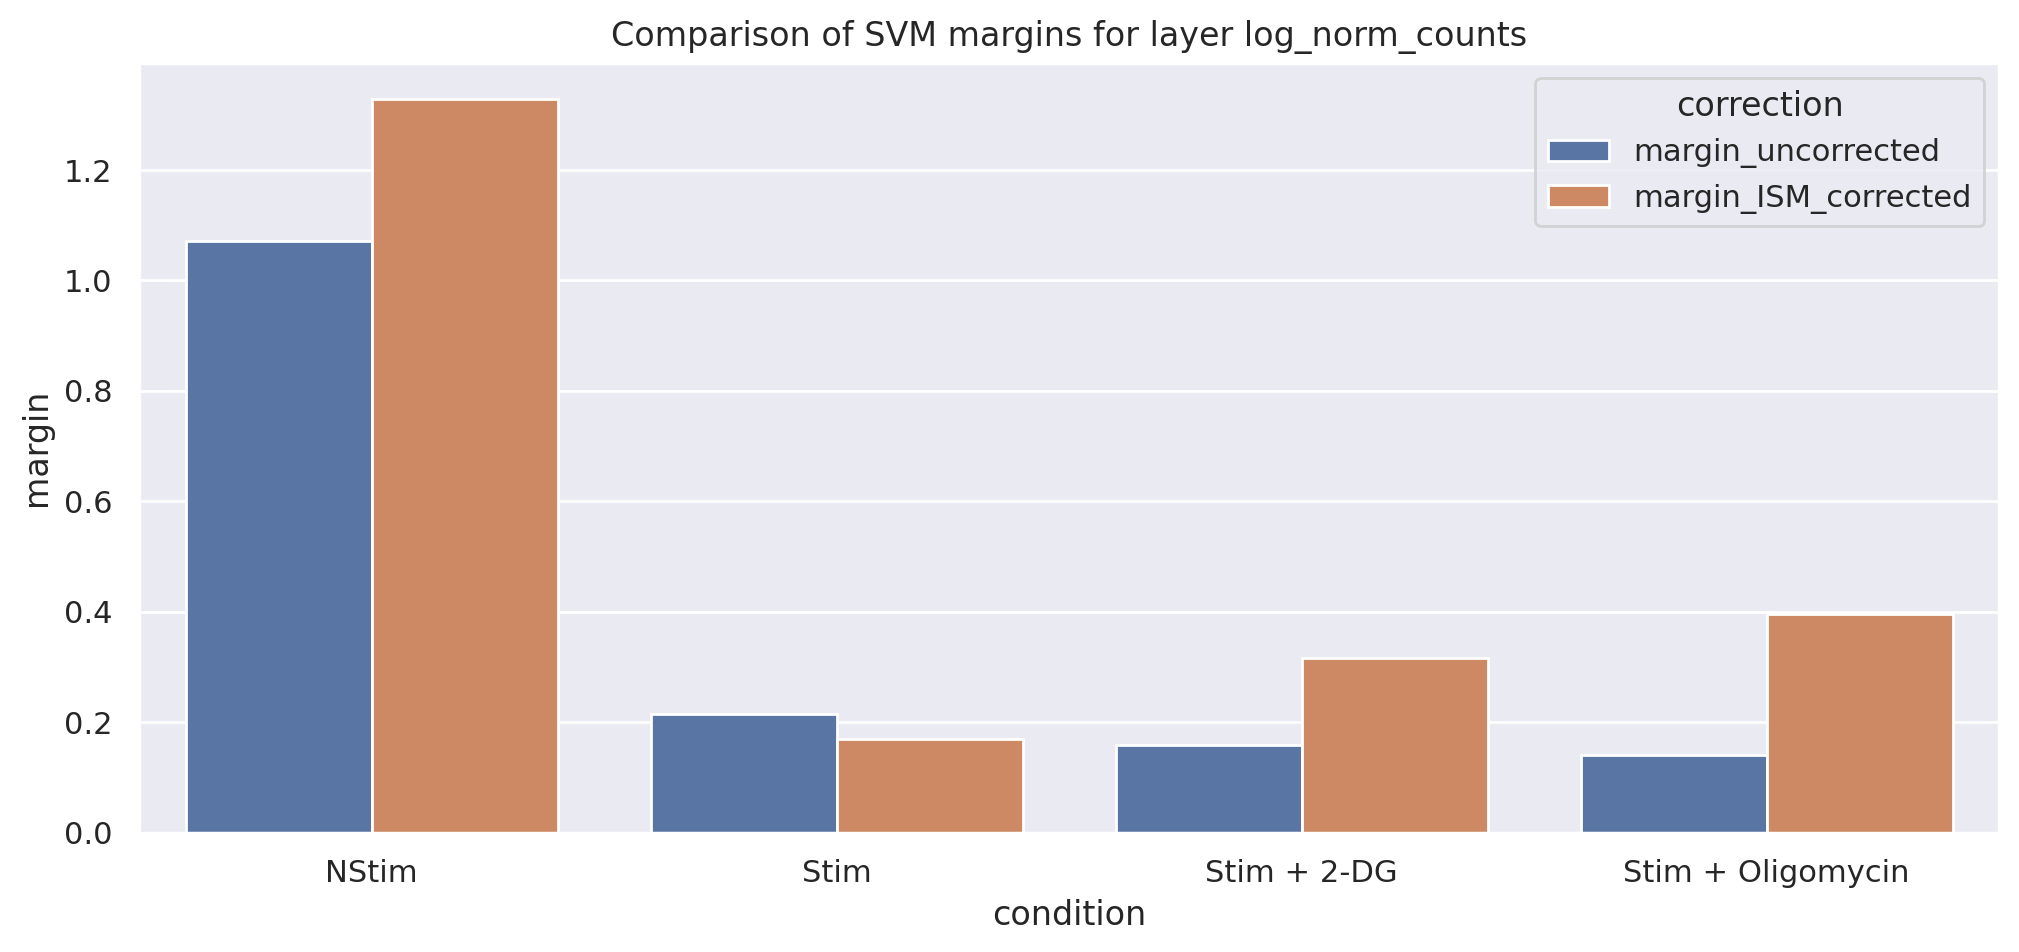 Comparison of SVM margins for layer log_norm_counts
correction
margin_uncorrected
margin_ISM_corrected
margin
1.2
1.0
0.8
0.6
0.4
0.2
0.0
NStim
Stim
Stim + 2-DG
Stim + Oligomycin
condition